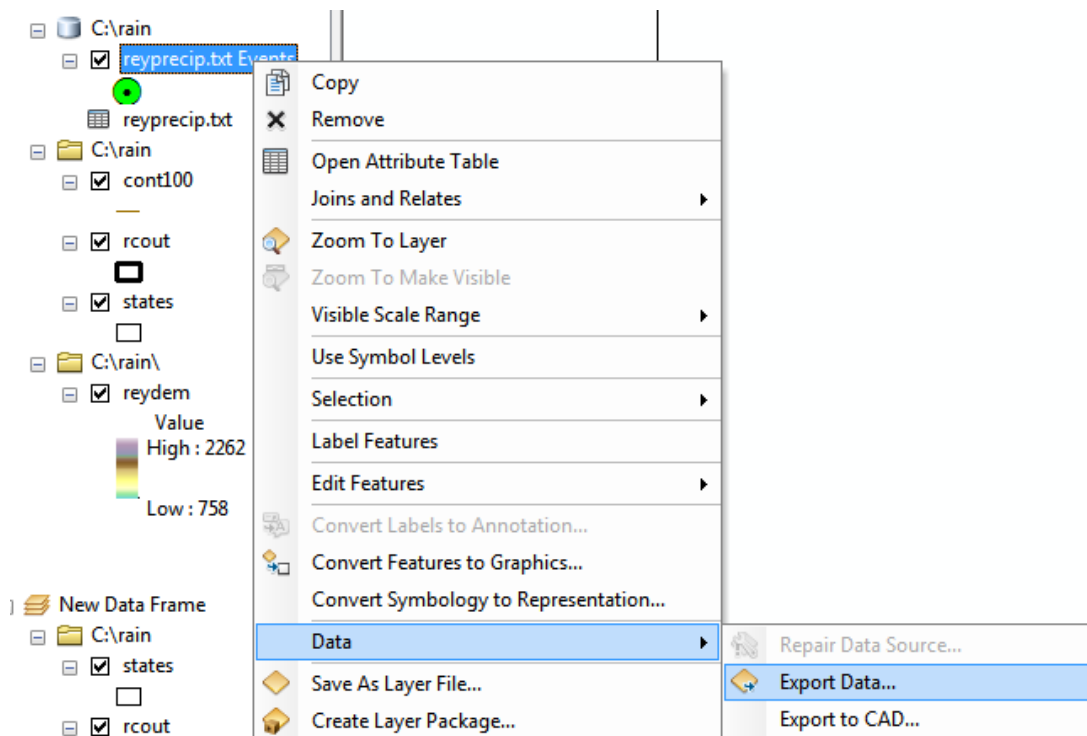 C:\rain
reyprecip.txt Events
reyprecip.txt
C:\rain
cont100
rcout
states
C:\rain\
reydem
Value
High : 2262
Low : 758
New Data Frame
C:\rain
states
rcout
Copy
Remove
Open Attribute Table
Joins and Relates
Zoom To Layer
Zoom To Make Visible
Visible Scale Range
Use Symbol Levels
Selection
Label Features
Edit Features
Convert Labels to Annotation...
Convert Features to Graphics...
Convert Symbology to Representation...
Data
Save As Layer File...
Create Layer Package...
Repair Data Source...
Export Data...
Export to CAD...